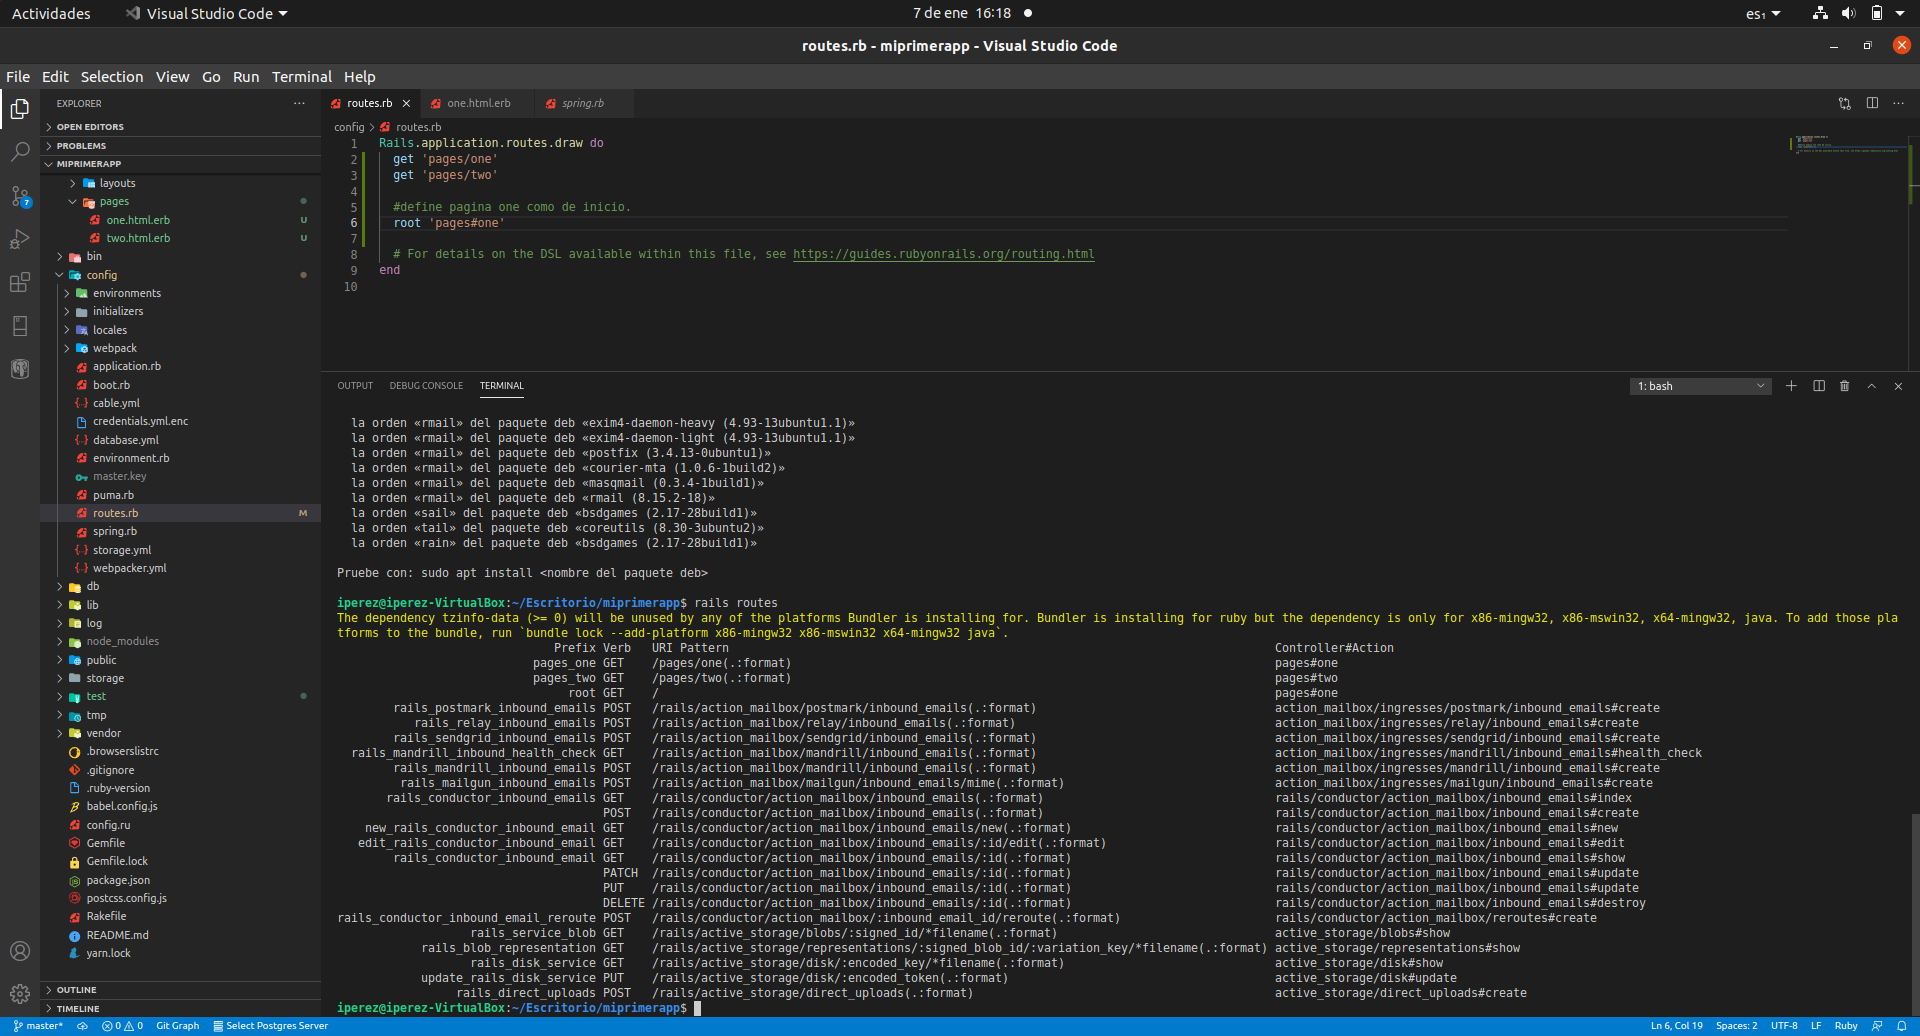 Actividades
Visual Studio Code
7 de ene 16:18
es₁
routes.rb - miprimerapp - Visual Studio Code
File Edit Selection View Go Run Terminal Help
EXPLORER
OPEN EDITORS
PROBLEMS
MIPRIMERAPP
layouts
pages
one.html.erb U
two.html.erb U
bin
config
environments
initializers
locales
webpack
application.rb
boot.rb
cable.yml
credentials.yml.enc
database.yml
environment.rb
master.key
puma.rb
routes.rb M
spring.rb
storage.yml
webpacker.yml
db
lib
log
node_modules
public
storage
test
tmp
vendor
.browserslistrc
.gitignore
.ruby-version
babel.config.js
config.ru
Gemfile
Gemfile.lock
package.json
postcss.config.js
Rakefile
README.md
yarn.lock
OUTLINE
TIMELINE
7
routes.rb one.html.erb spring.rb
config > routes.rb
1 Rails.application.routes.draw do
2 get 'pages/one'
3 get 'pages/two'
4
5 #define pagina one como de inicio.
6 root 'pages#one'
7
8 # For details on the DSL available within this file, see https://guides.rubyonrails.org/routing.html
9 end
10
OUTPUT DEBUG CONSOLE TERMINAL
1: bash
la orden «rmail» del paquete deb «exim4-daemon-heavy (4.93-13ubuntu1.1)»
la orden «rmail» del paquete deb «exim4-daemon-light (4.93-13ubuntu1.1)»
la orden «rmail» del paquete deb «postfix (3.4.13-0ubuntu1)»
la orden «rmail» del paquete deb «courier-mta (1.0.6-1build2)»
la orden «rmail» del paquete deb «masqmail (0.3.4-1build1)»
la orden «rmail» del paquete deb «rmail (8.15.2-18)»
la orden «sail» del paquete deb «bsdgames (2.17-28build1)»
la orden «tail» del paquete deb «coreutils (8.30-3ubuntu2)»
la orden «rain» del paquete deb «bsdgames (2.17-28build1)»
Pruebe con: sudo apt install <nombre del paquete deb>
iperez@iperez-VirtualBox:~/Escritorio/miprimerapp$ rails routes
The dependency tzinfo-data (>= 0) will be unused by any of the platforms Bundler is installing for. Bundler is installing for ruby but the dependency is only for x86-mingw32, x86-mswin32, x64-mingw32, java. To add those pla
tforms to the bundle, run `bundle lock --add-platform x86-mingw32 x86-mswin32 x64-mingw32 java`.
Prefix Verb URI Pattern Controller#Action
pages_one GET /pages/one(.:format) pages#one
pages_two GET /pages/two(.:format) pages#two
root GET / pages#one
rails_postmark_inbound_emails POST /rails/action_mailbox/postmark/inbound_emails(.:format) action_mailbox/ingresses/postmark/inbound_emails#create
rails_relay_inbound_emails POST /rails/action_mailbox/relay/inbound_emails(.:format) action_mailbox/ingresses/relay/inbound_emails#create
rails_sendgrid_inbound_emails POST /rails/action_mailbox/sendgrid/inbound_emails(.:format) action_mailbox/ingresses/sendgrid/inbound_emails#create
rails_mandrill_inbound_health_check GET /rails/action_mailbox/mandrill/inbound_emails(.:format) action_mailbox/ingresses/mandrill/inbound_emails#health_check
rails_mandrill_inbound_emails POST /rails/action_mailbox/mandrill/inbound_emails(.:format) action_mailbox/ingresses/mandrill/inbound_emails#create
rails_mailgun_inbound_emails POST /rails/action_mailbox/mailgun/inbound_emails/mime(.:format) action_mailbox/ingresses/mailgun/inbound_emails#create
rails_conductor_inbound_emails GET /rails/conductor/action_mailbox/inbound_emails(.:format) rails/conductor/action_mailbox/inbound_emails#index
POST /rails/conductor/action_mailbox/inbound_emails(.:format) rails/conductor/action_mailbox/inbound_emails#create
new_rails_conductor_inbound_email GET /rails/conductor/action_mailbox/inbound_emails/new(.:format) rails/conductor/action_mailbox/inbound_emails#new
edit_rails_conductor_inbound_email GET /rails/conductor/action_mailbox/inbound_emails/:id/edit(.:format) rails/conductor/action_mailbox/inbound_emails#edit
rails_conductor_inbound_email GET /rails/conductor/action_mailbox/inbound_emails/:id(.:format) rails/conductor/action_mailbox/inbound_emails#show
PATCH /rails/conductor/action_mailbox/inbound_emails/:id(.:format) rails/conductor/action_mailbox/inbound_emails#update
PUT /rails/conductor/action_mailbox/inbound_emails/:id(.:format) rails/conductor/action_mailbox/inbound_emails#update
DELETE /rails/conductor/action_mailbox/inbound_emails/:id(.:format) rails/conductor/action_mailbox/inbound_emails#destroy
rails_conductor_inbound_email_reroute POST /rails/conductor/action_mailbox/:inbound_email_id/reroute(.:format) rails/conductor/action_mailbox/reroutes#create
rails_service_blob GET /rails/active_storage/blobs/:signed_id/*filename(.:format) active_storage/blobs#show
rails_blob_representation GET /rails/active_storage/representations/:signed_blob_id/:variation_key/*filename(.:format) active_storage/representations#show
rails_disk_service GET /rails/active_storage/disk/:encoded_key/*filename(.:format) active_storage/disk#show
update_rails_disk_service PUT /rails/active_storage/disk/:encoded_token(.:format) active_storage/disk#update
rails_direct_uploads POST /rails/active_storage/direct_uploads(.:format) active_storage/direct_uploads#create
iperez@iperez-VirtualBox:~/Escritorio/miprimerapp$
master* 0 0 Git Graph Select Postgres Server Ln 6, Col 19 Spaces: 2 UTF-8 LF Ruby